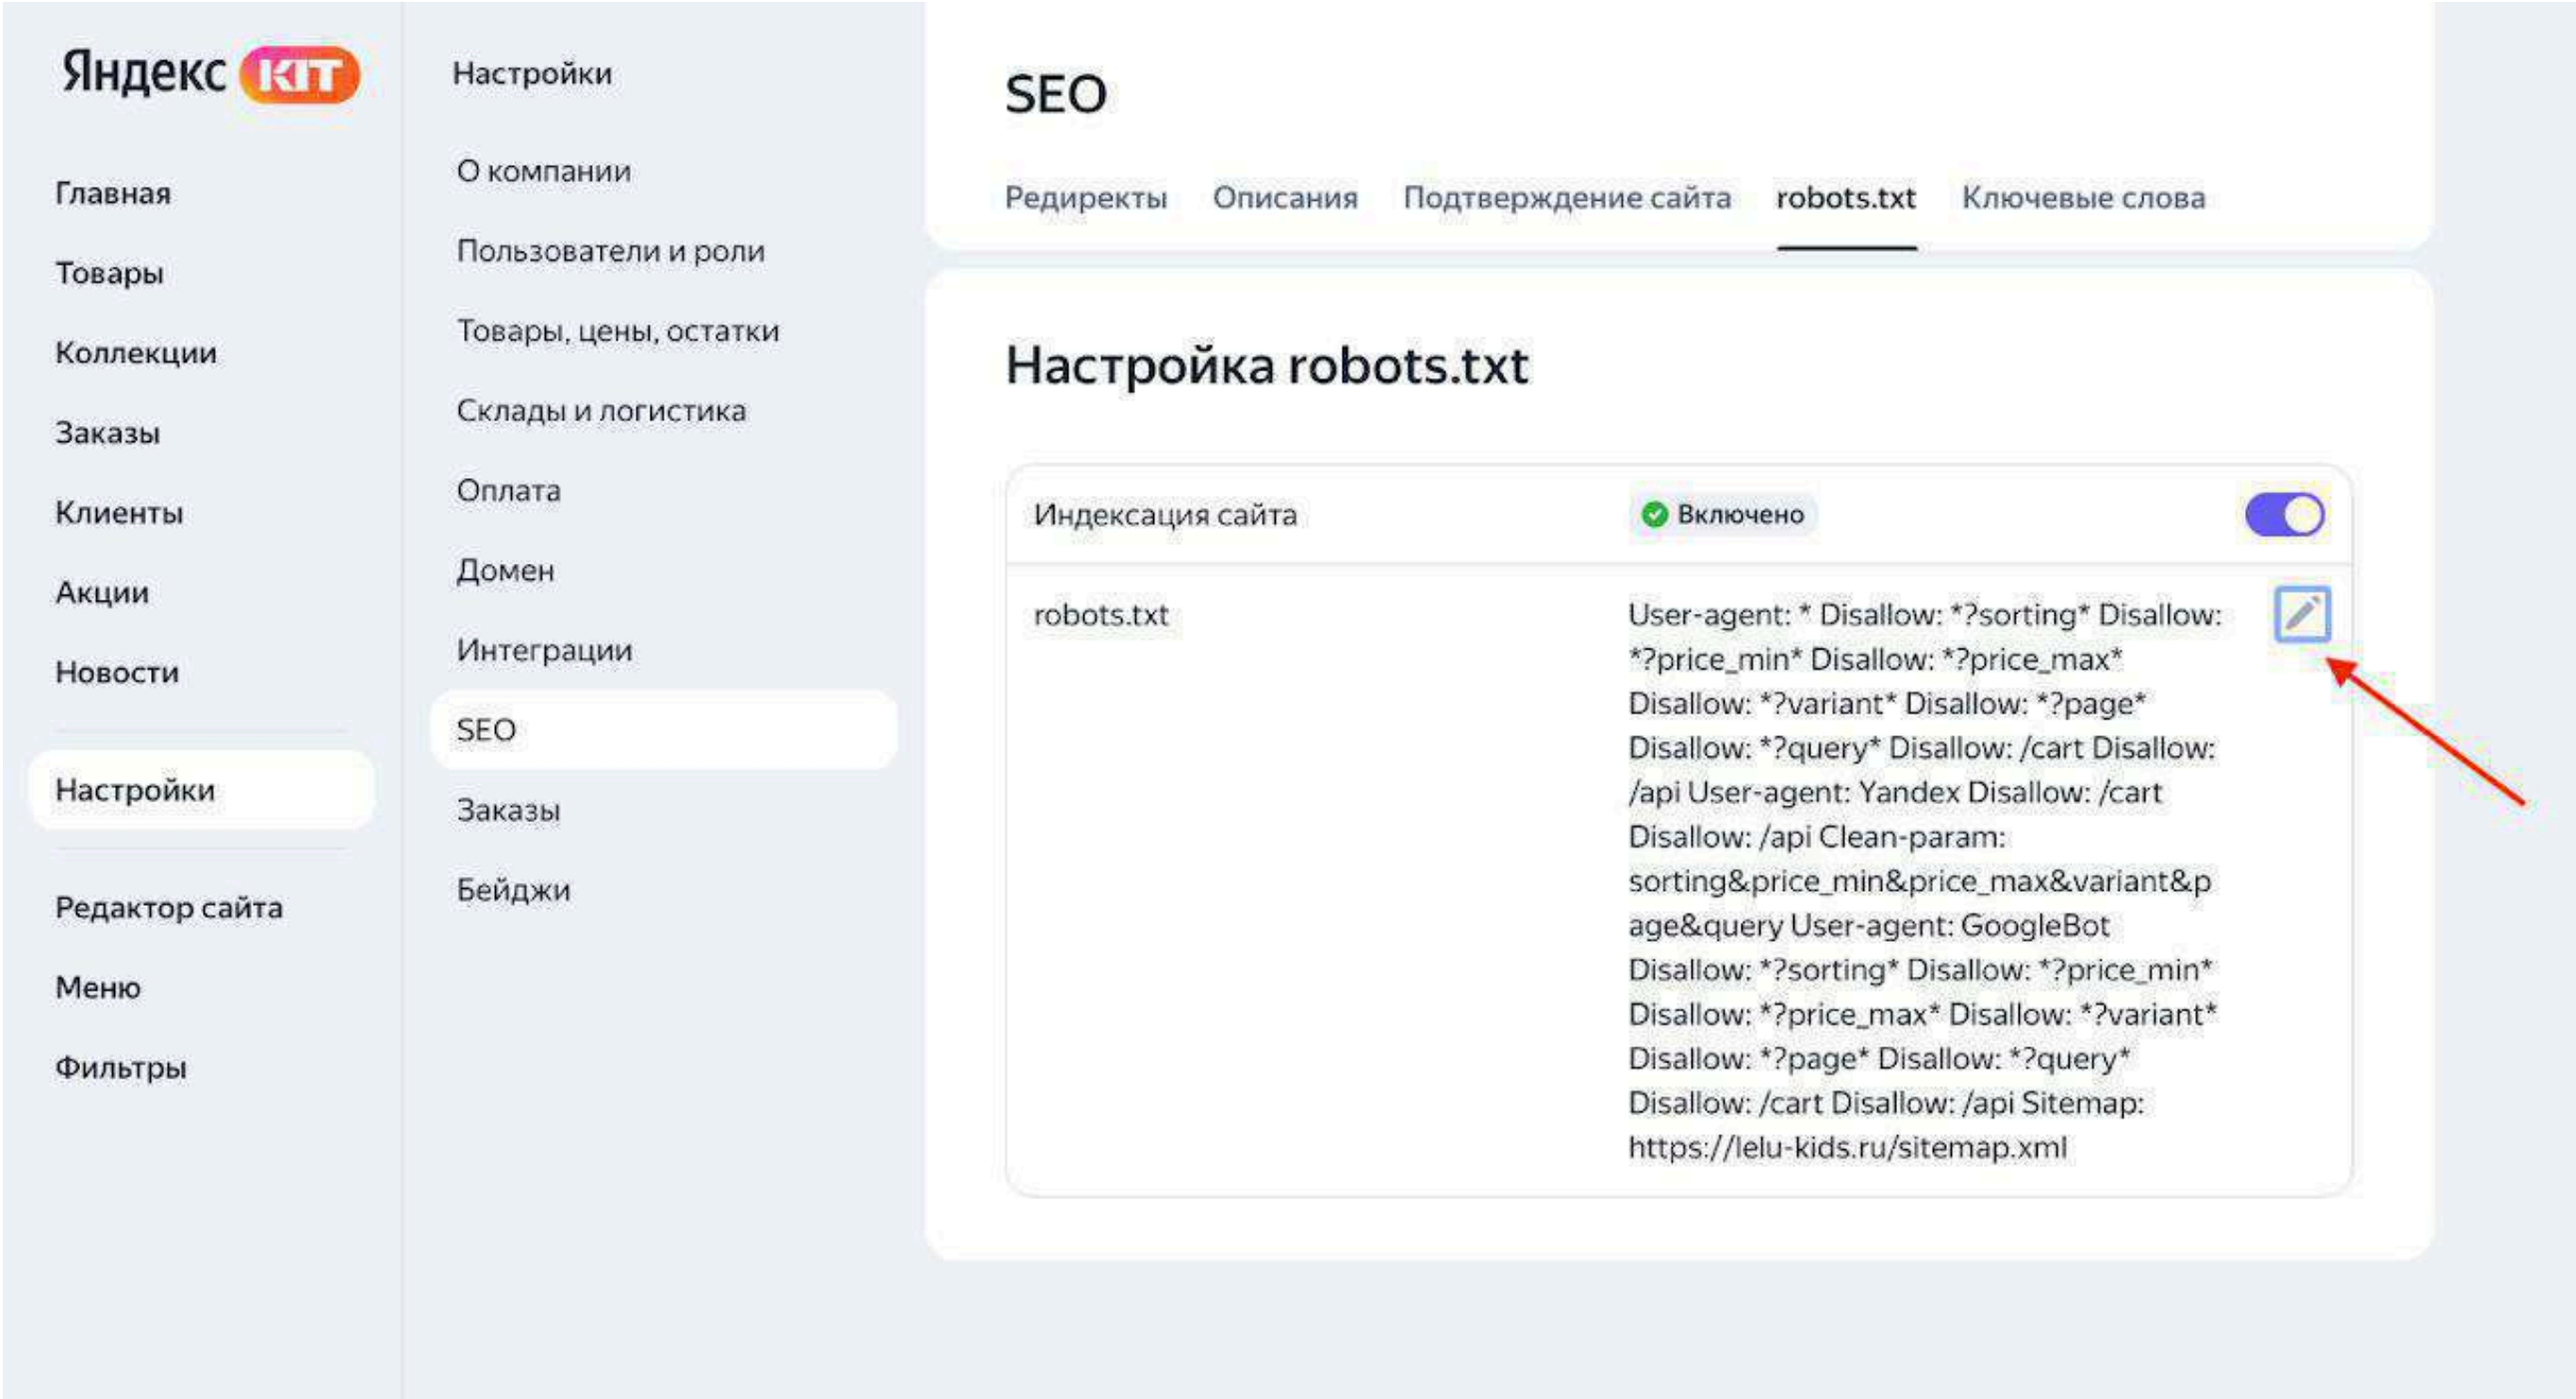 Яндекс KIT
Главная
Товары
Коллекции
Заказы
Клиенты
Акции
Новости
Настройки
Редактор сайта
Меню
Фильтры
Настройки
О компании
Пользователи и роли
Товары, цены, остатки
Склады и логистика
Оплата
Домен
Интеграции
SEO
Заказы
Бейджи
SEO
Редиректы Описания Подтверждение сайта robots.txt Ключевые слова
Настройка robots.txt
Индексация сайта Включено
robots.txt
User-agent: * Disallow: *?sorting* Disallow:
*?price_min* Disallow: *?price_max*
Disallow: *?variant* Disallow: *?page*
Disallow: *?query* Disallow: /cart Disallow:
/api User-agent: Yandex Disallow: /cart
Disallow: /api Clean-param:
sorting&price_min&price_max&variant&p
age&query User-agent: GoogleBot
Disallow: *?sorting* Disallow: *?price_min*
Disallow: *?price_max* Disallow: *?variant*
Disallow: *?page* Disallow: *?query*
Disallow: /cart Disallow: /api Sitemap:
https://lelu-kids.ru/sitemap.xml